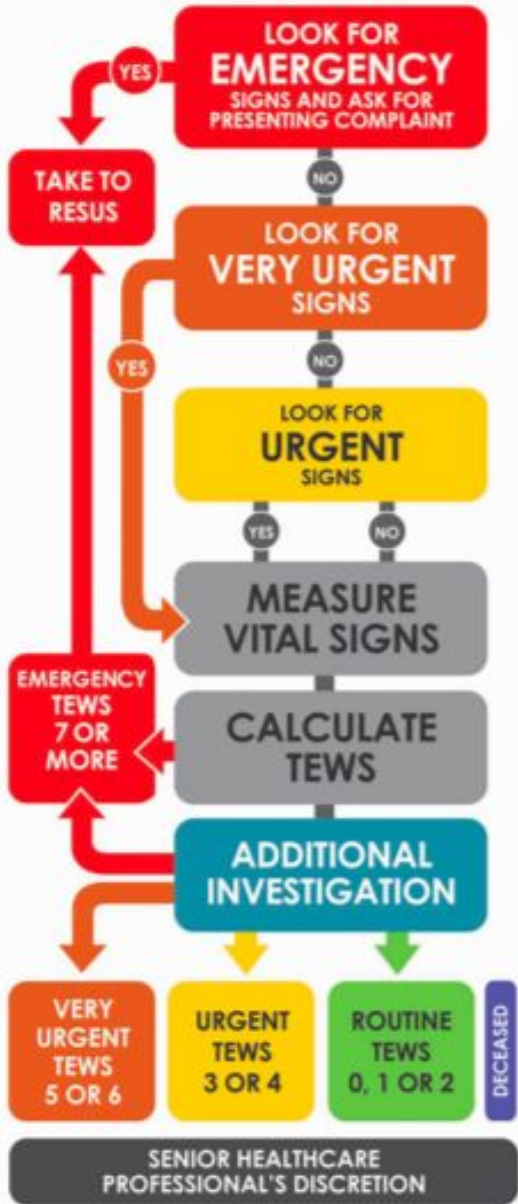 LOOK FOR
EMERGENCY
SIGNS AND ASK FOR
PRESENTING COMPLAINT
YES
TAKE TO
RESUS
NO
LOOK FOR
VERY URGENT
SIGNS
YES
NO
LOOK FOR
URGENT
SIGNS
YES
NO
MEASURE
VITAL SIGNS
EMERGENCY
TEWS
7 OR
MORE
CALCULATE
TEWS
ADDITIONAL
INVESTIGATION
VERY
URGENT
TEWS
5 OR 6
URGENT
TEWS
3 OR 4
ROUTINE
TEWS
0, 1 OR 2
DECEASED
SENIOR HEALTHCARE
PROFESSIONAL'S DISCRETION